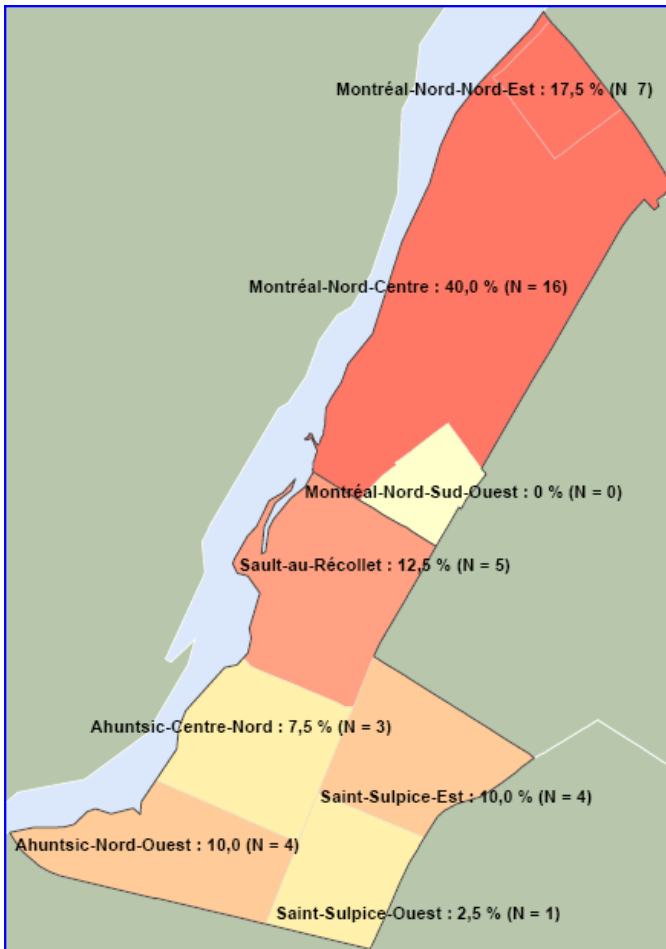 Montréal-Nord-Nord-Est : 17,5 % (N 7)
Montréal-Nord-Centre : 40,0 % (N = 16)
Montréal-Nord-Sud-Ouest : 0 % (N = 0)
Sault-au-Récollet : 12,5 % (N = 5)
Ahuntsic-Centre-Nord : 7,5 % (N = 3)
Saint-Sulpice-Est : 10,0 % (N = 4)
Ahuntsic-Nord-Ouest : 10,0 (N = 4)
Saint-Sulpice-Ouest : 2,5 % (N = 1)